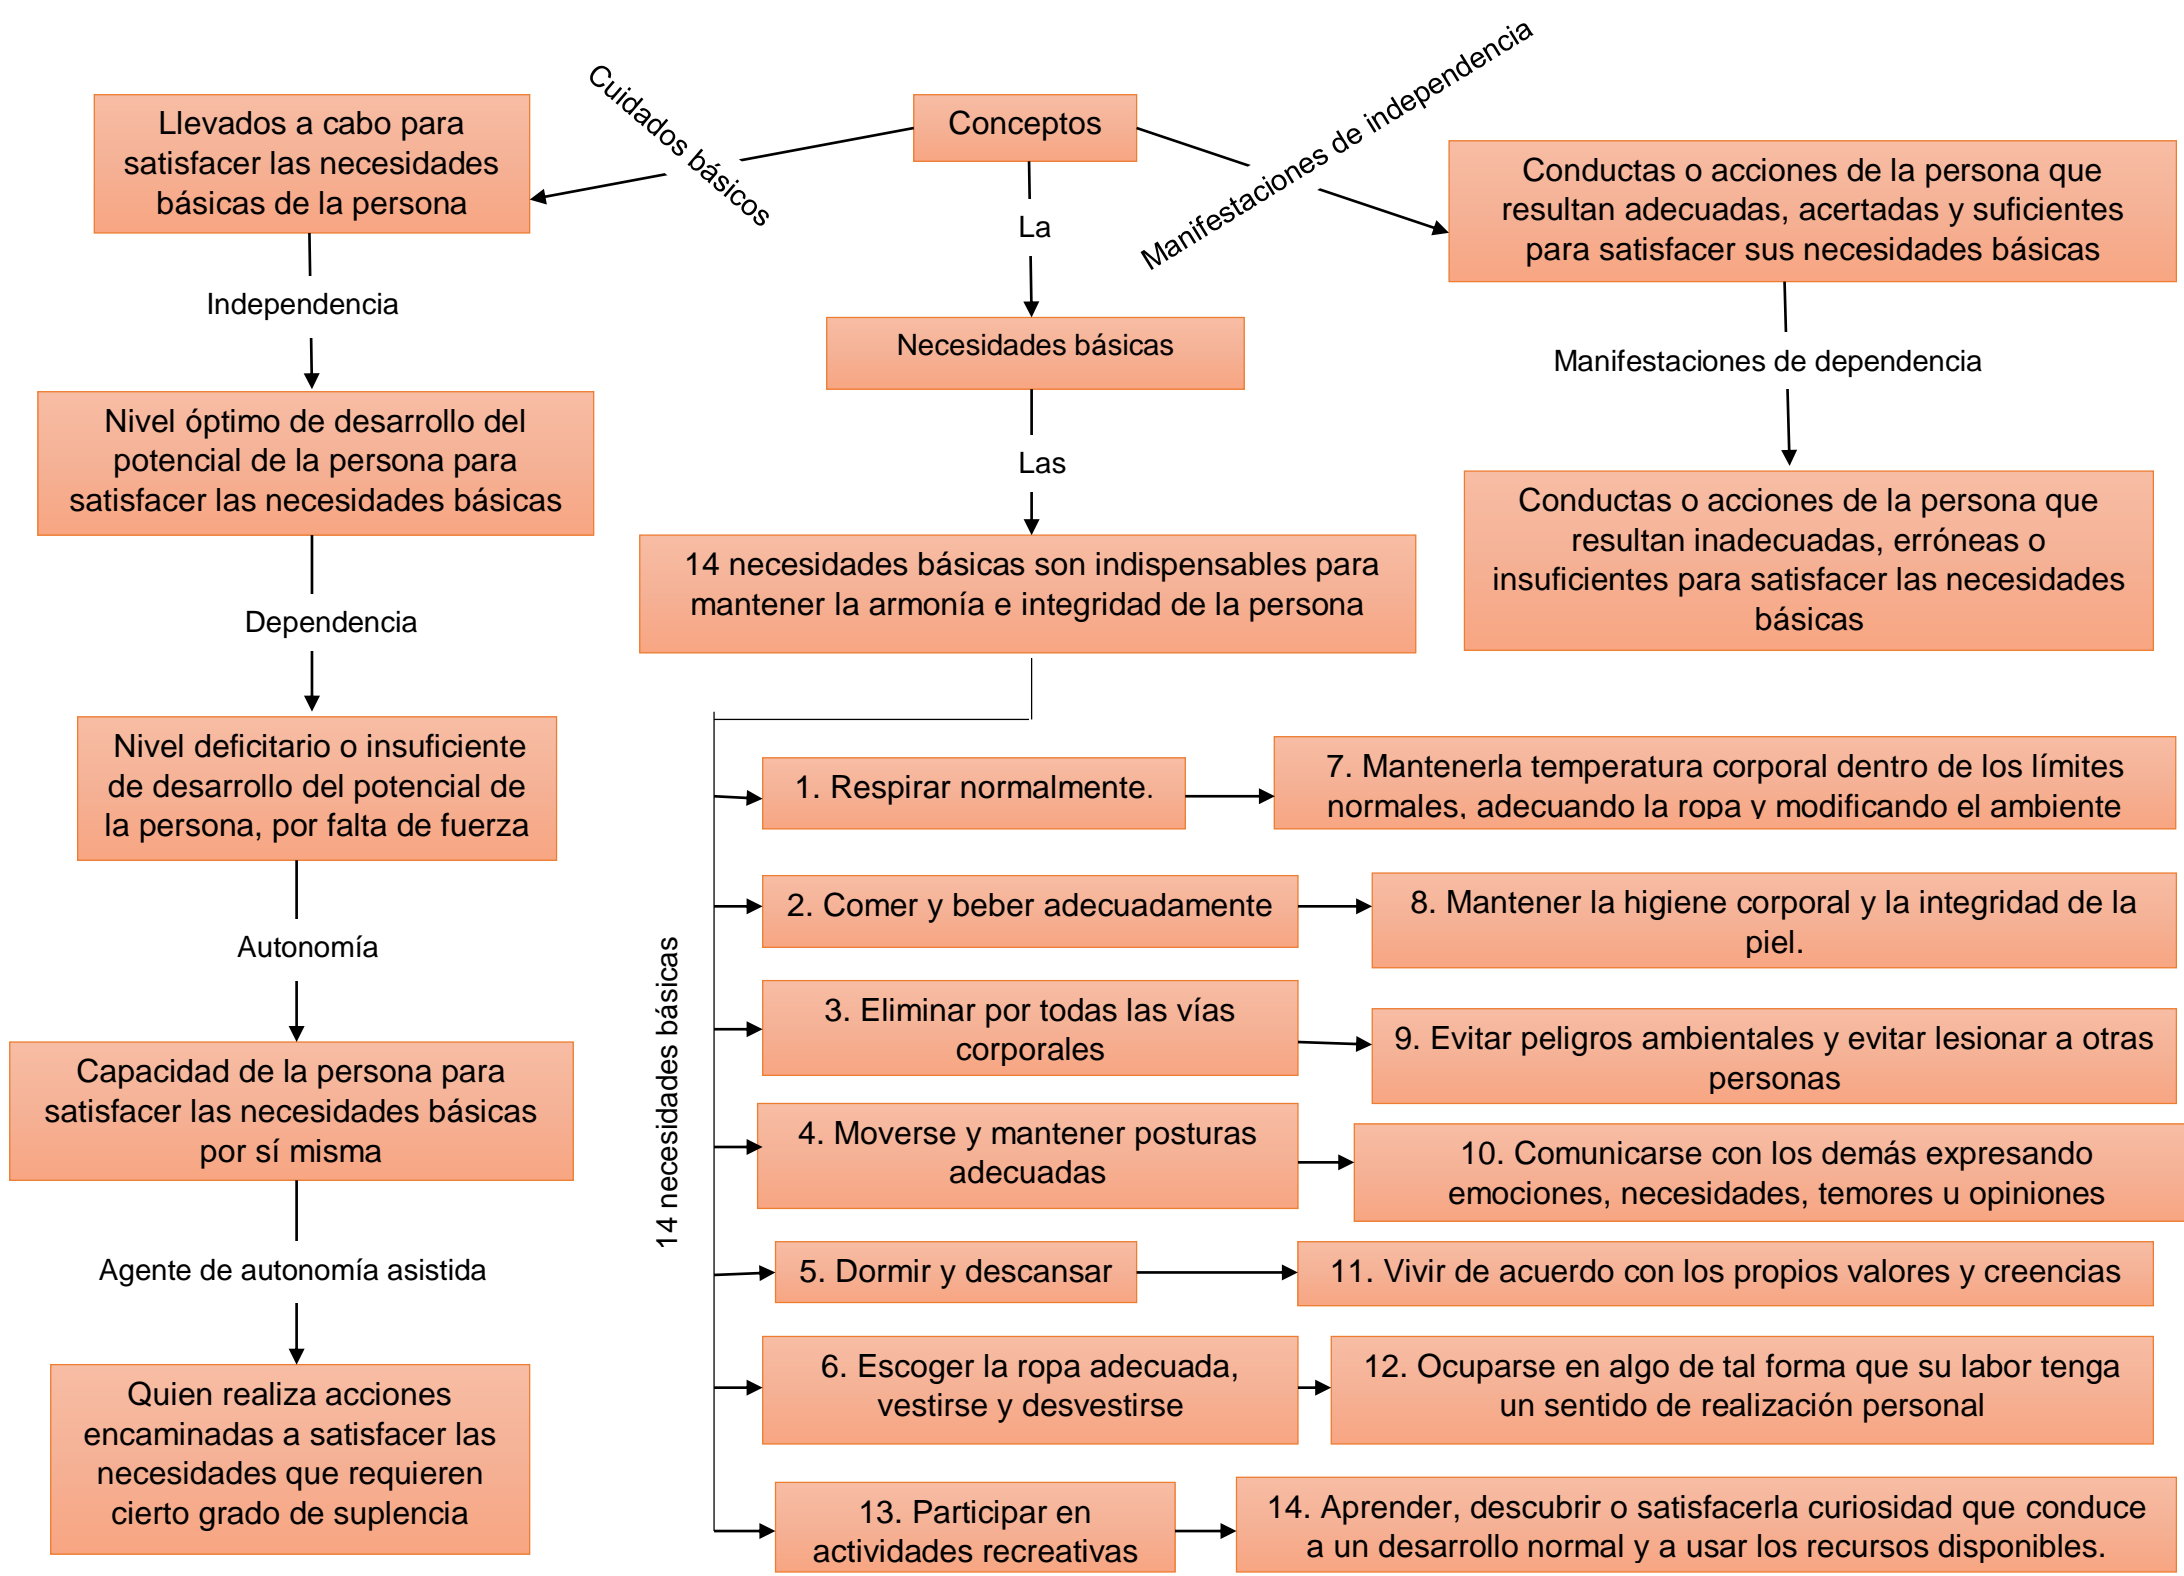 Conceptos
Cuidados básicos
Llevados a cabo para
satisfacer las necesidades
básicas de la persona
Independencia
Nivel óptimo de desarrollo del
potencial de la persona para
satisfacer las necesidades básicas
Dependencia
Nivel deficitario o insuficiente
de desarrollo del potencial de
la persona, por falta de fuerza
Autonomía
Capacidad de la persona para
satisfacer las necesidades básicas
por sí misma
Agente de autonomía asistida
Quien realiza acciones
encaminadas a satisfacer las
necesidades que requieren
cierto grado de suplencia
La
Necesidades básicas
Las
14 necesidades básicas son indispensables para
mantener la armonía e integridad de la persona
Manifestaciones de independencia
Conductas o acciones de la persona que
resultan adecuadas, acertadas y suficientes
para satisfacer sus necesidades básicas
Manifestaciones de dependencia
Conductas o acciones de la persona que
resultan inadecuadas, erróneas o
insuficientes para satisfacer las necesidades
básicas
14 necesidades básicas
1. Respirar normalmente.
7. Mantenerla temperatura corporal dentro de los límites
normales, adecuando la ropa y modificando el ambiente
2. Comer y beber adecuadamente
8. Mantener la higiene corporal y la integridad de la
piel.
3. Eliminar por todas las vías
corporales
9. Evitar peligros ambientales y evitar lesionar a otras
personas
4. Moverse y mantener posturas
adecuadas
10. Comunicarse con los demás expresando
emociones, necesidades, temores u opiniones
5. Dormir y descansar
11. Vivir de acuerdo con los propios valores y creencias
6. Escoger la ropa adecuada,
vestirse y desvestirse
12. Ocuparse en algo de tal forma que su labor tenga
un sentido de realización personal
13. Participar en
actividades recreativas
14. Aprender, descubrir o satisfacerla curiosidad que conduce
a un desarrollo normal y a usar los recursos disponibles.